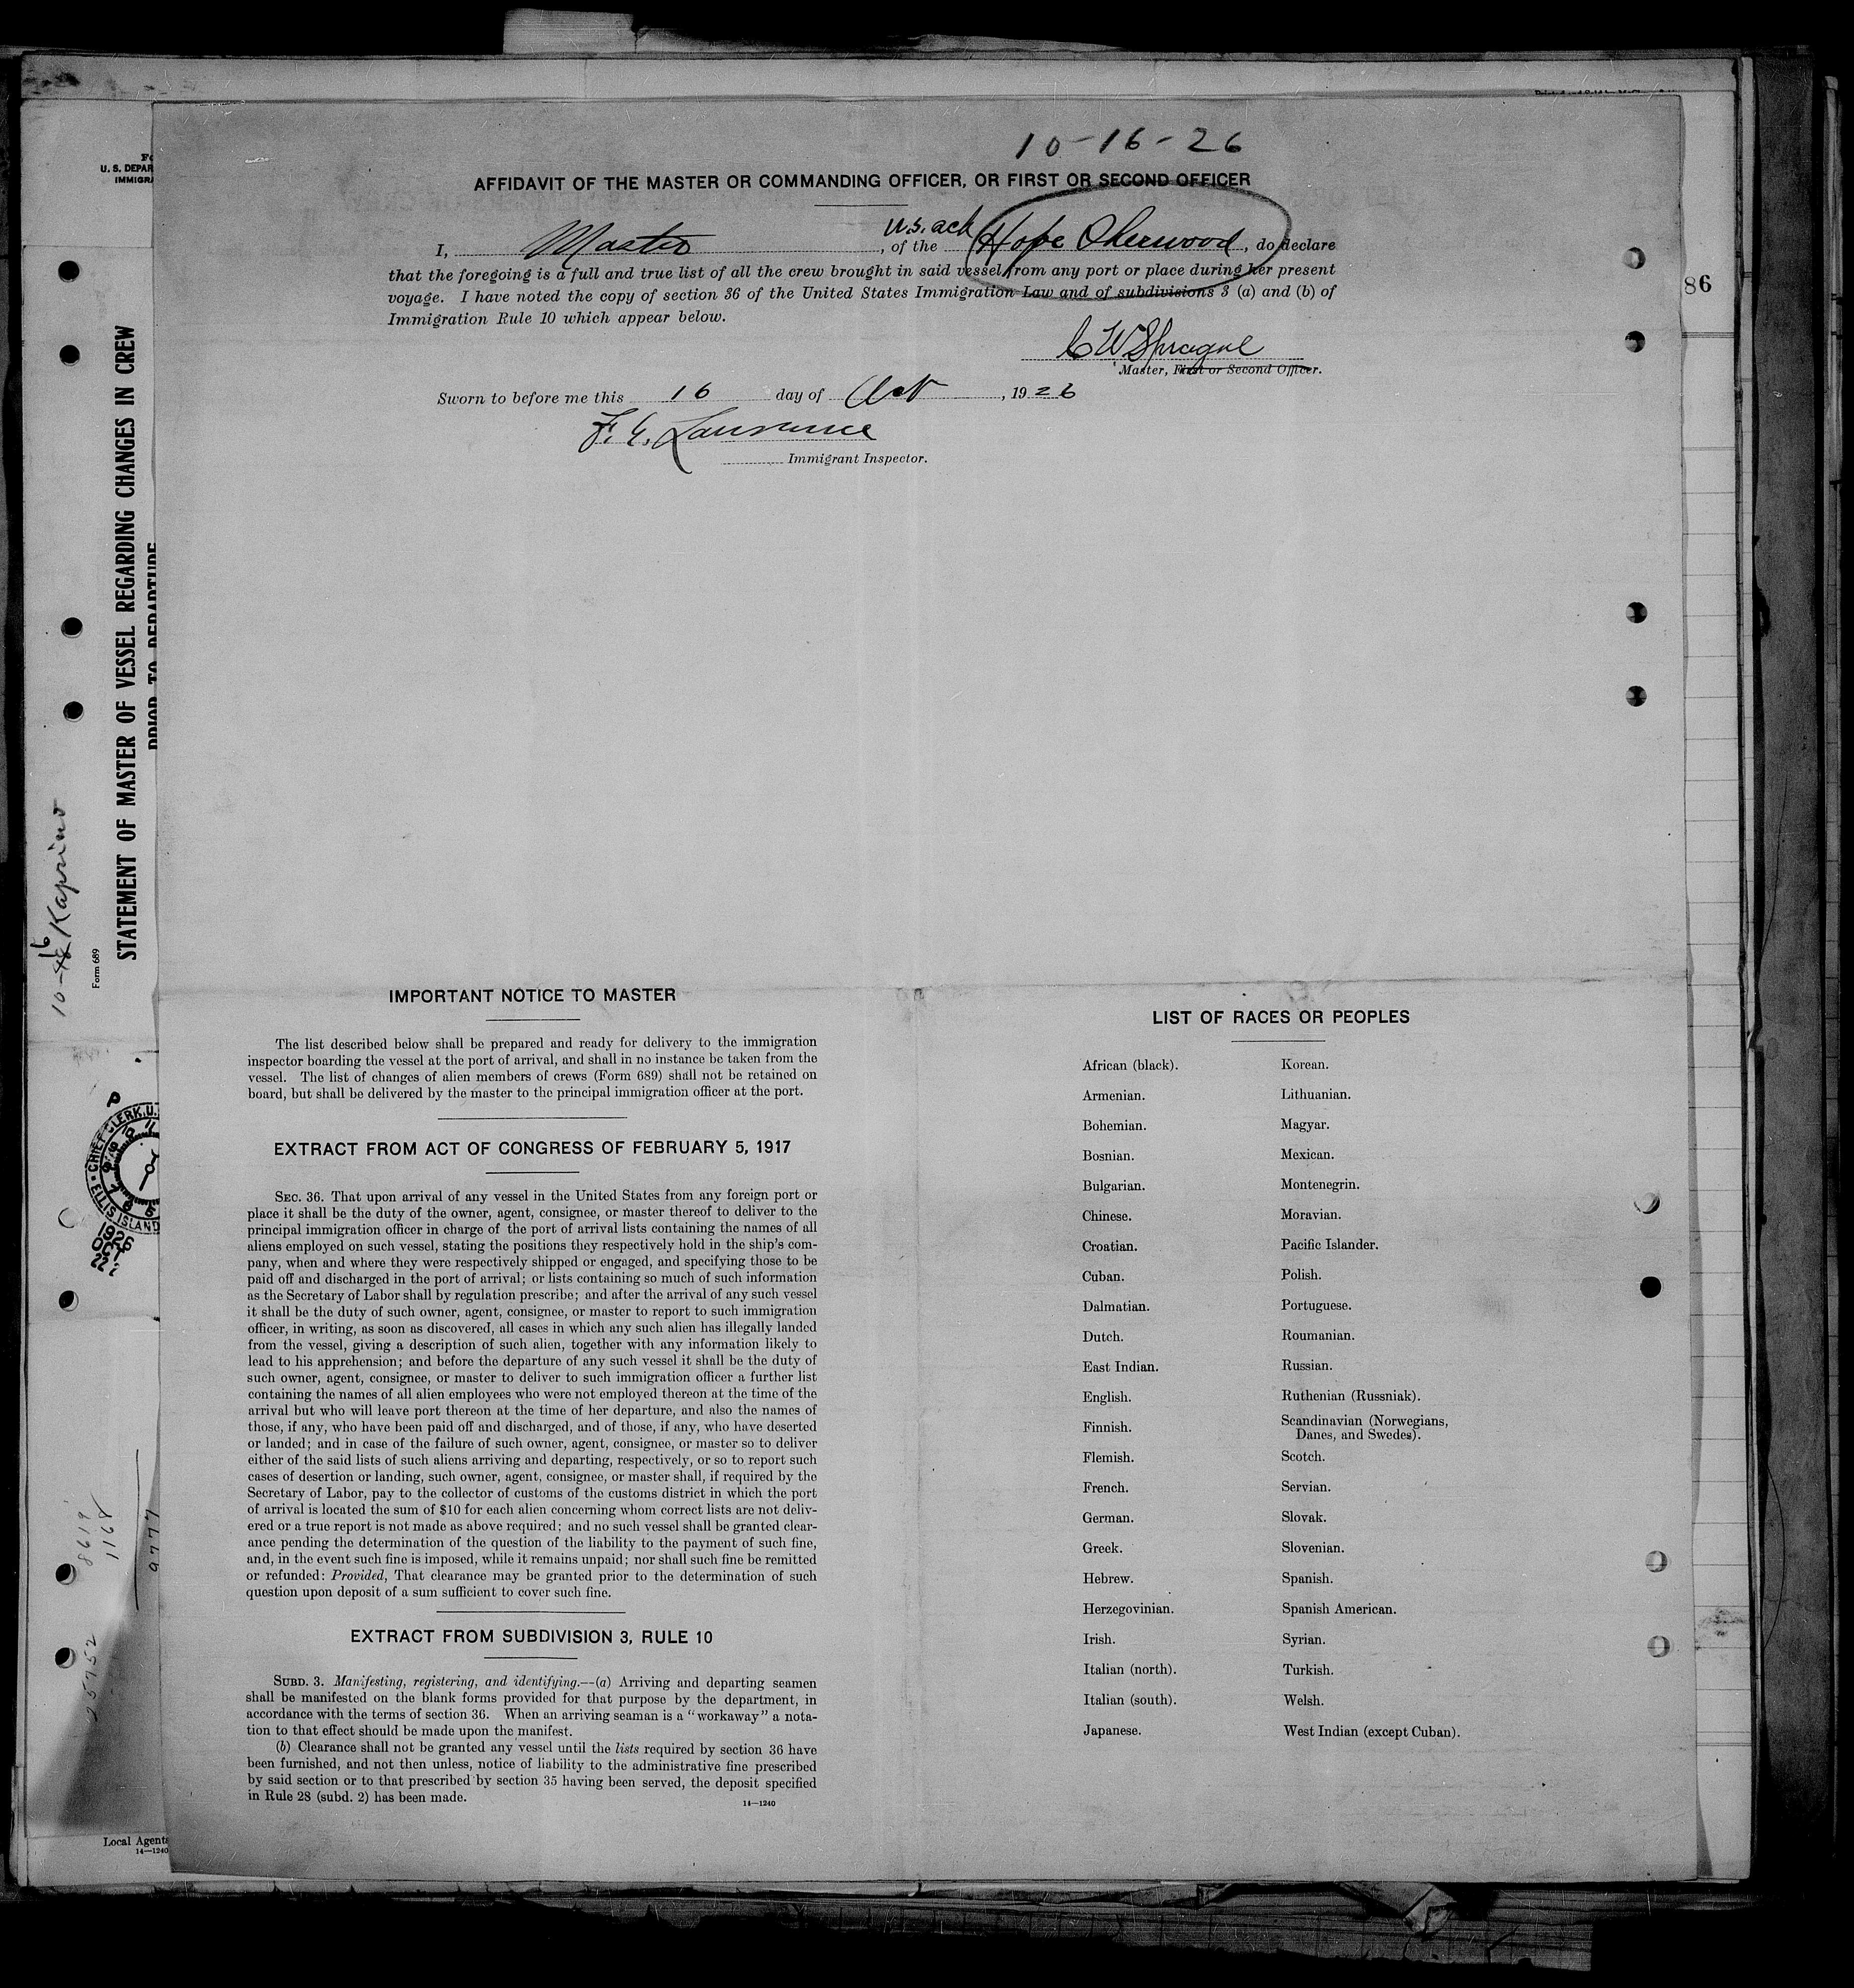 10-16-26
AFFIDAVIT OF THE MASTER OR COMMANDING OFFICER, OR FIRST OR SECOND OFFICER
I, Master, of the U.S. ack Hope Sherwood, do declare
that the foregoing is a full and true list of all the crew brought in said vessel from any port or place during her present
voyage. I have noted the copy of section 36 of the United States Immigration Law and of subdivisions 3 (a) and (b) of
Immigration Rule 10 which appear below.
C W Sprague
Master, First or Second Officer.
Sworn to before me this 16 day of Oct, 1926
F. G. Lawrence
Immigrant Inspector.
IMPORTANT NOTICE TO MASTER
The list described below shall be prepared and ready for delivery to the immigration
inspector boarding the vessel at the port of arrival, and shall in no instance be taken from the
vessel. The list of changes of alien members of crews (Form 689) shall not be retained on
board, but shall be delivered by the master to the principal immigration officer at the port.
EXTRACT FROM ACT OF CONGRESS OF FEBRUARY 5, 1917
SEC. 36. That upon arrival of any vessel in the United States from any foreign port or
place it shall be the duty of the owner, agent, consignee, or master thereof to deliver to the
principal immigration officer in charge of the port of arrival lists containing the names of all
aliens employed on such vessel, stating the positions they respectively hold in the ship's com-
pany, when and where they were respectively shipped or engaged, and specifying those to be
paid off and discharged in the port of arrival; or lists containing so much of such information
as the Secretary of Labor shall by regulation prescribe; and after the arrival of any such vessel
it shall be the duty of such owner, agent, consignee, or master to report to such immigration
officer, in writing, as soon as discovered, all cases in which any such alien has illegally landed
from the vessel, giving a description of such alien, together with any information likely to
lead to his apprehension; and before the departure of any such vessel it shall be the duty of
such owner, agent, consignee, or master to deliver to such immigration officer a further list
containing the names of all alien employees who were not employed thereon at the time of the
arrival but who will leave port thereon at the time of her departure, and also the names of
those, if any, who have been paid off and discharged, and of those, if any, who have deserted
or landed; and in case of the failure of such owner, agent, consignee, or master so to deliver
either of the said lists of such aliens arriving and departing, respectively, or so to report such
cases of desertion or landing, such owner, agent, consignee, or master shall, if required by the
Secretary of Labor, pay to the collector of customs of the customs district in which the port
of arrival is located the sum of $10 for each alien concerning whom correct lists are not deliv-
ered or a true report is not made as above required; and no such vessel shall be granted clear-
ance pending the determination of the question of the liability to the payment of such fine,
and, in the event such fine is imposed, while it remains unpaid; nor shall such fine be remitted
or refunded: Provided, That clearance may be granted prior to the determination of such
question upon deposit of a sum sufficient to cover such fine.
EXTRACT FROM SUBDIVISION 3, RULE 10
SUBD. 3. Manifesting, registering, and identifying.--(a) Arriving and departing seamen
shall be manifested on the blank forms provided for that purpose by the department, in
accordance with the terms of section 36. When an arriving seaman is a "workaway" a nota-
tion to that effect should be made upon the manifest.
(b) Clearance shall not be granted any vessel until the lists required by section 36 have
been furnished, and not then unless, notice of liability to the administrative fine prescribed
by said section or to that prescribed by section 35 having been served, the deposit specified
in Rule 28 (subd. 2) has been made.
14—1240
LIST OF RACES OR PEOPLES
African (black).
Armenian.
Bohemian.
Bosnian.
Bulgarian.
Chinese.
Croatian.
Cuban.
Dalmatian.
Dutch.
East Indian.
English.
Finnish.
Flemish.
French.
German.
Greek.
Hebrew.
Herzegovinian.
Irish.
Italian (north).
Italian (south).
Japanese.
Korean.
Lithuanian.
Magyar.
Mexican.
Montenegrin.
Moravian.
Pacific Islander.
Polish.
Portuguese.
Roumanian.
Russian.
Ruthenian (Russniak).
Scandinavian (Norwegians,
Danes, and Swedes).
Scotch.
Servian.
Slovak.
Slovenian.
Spanish.
Spanish American.
Syrian.
Turkish.
Welsh.
West Indian (except Cuban).
86
U. S. DEPAR
IMMIGRA
STATEMENT OF MASTER OF VESSEL REGARDING CHANGES IN CREW
PRIOR TO DEPARTURE
Form 689
10-16 Kaprino
CHIEF CLERK, U.
ELLIS ISLAND
1926
OCT
22
8619
1168
9777
Local Agents
14—1240